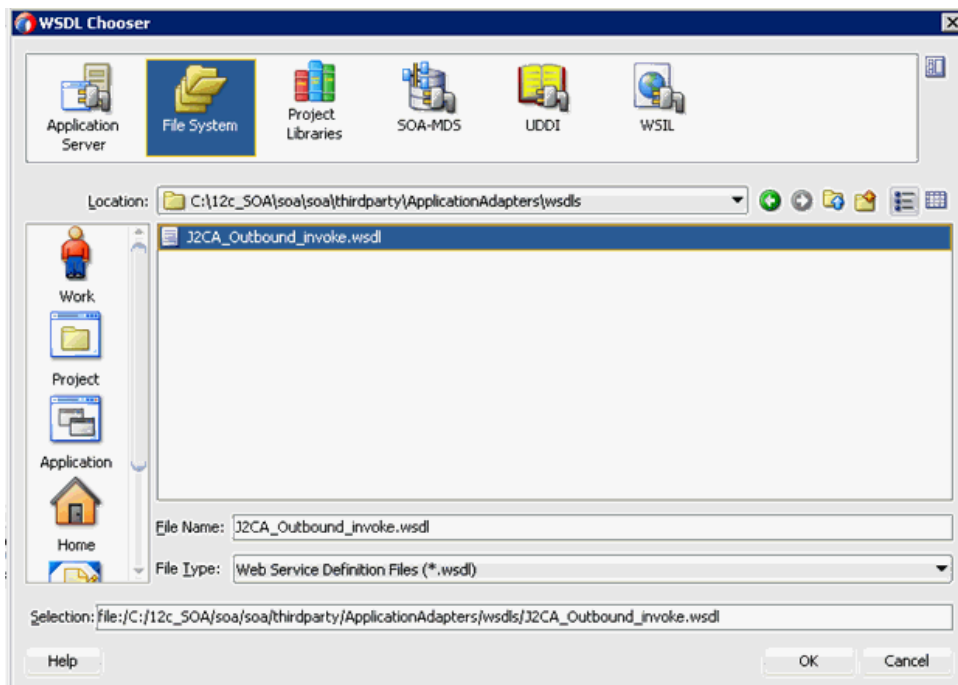 WSDL Chooser
Application
Server
File System
Project
Libraries
SOA-MDS
UDDI
WSIL
Location:
C:\12c_SOA\soa\soa\thirdparty\ApplicationAdapters\wsdls
J2CA_Outbound_invoke.wsdl
Work
Project
Application
Home
File Name:
J2CA_Outbound_invoke.wsdl
File Type:
Web Service Definition Files (*.wsdl)
Selection:
file:/C:/12c_SOA/soa/soa/thirdparty/ApplicationAdapters/wsdls/J2CA_Outbound_invoke.wsdl
Help
OK
Cancel